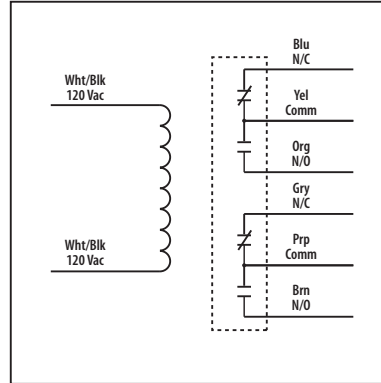 Wht/Blk
120 Vac
Wht/Blk
120 Vac
Blu
N/C
Yel
Comm
Org
N/O
Gry
N/C
Prp
Comm
Brn
N/O